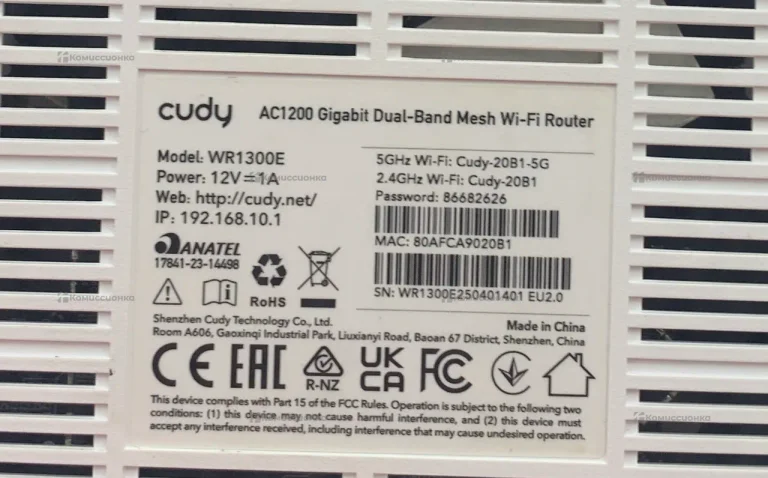 Комиссионка
cudy AC1200 Gigabit Dual-Band Mesh Wi-Fi Router
Model: WR1300E
Power: 12V⎓1A
Web: http://cudy.net/
IP: 192.168.10.1
5GHz Wi-Fi: Cudy-20B1-5G
2.4GHz Wi-Fi: Cudy-20B1
Password: 86682626
MAC: 80AFCA9020B1
SN: WR1300E250401401 EU2.0
ANATEL
17841-23-14498
RoHS
Made in China
Shenzhen Cudy Technology Co., Ltd.
Room A606, Gaoxinqi Industrial Park, Liuxianyi Road, Baoan 67 District, Shenzhen, China
CE EAC R-NZ UK CA FC
This device complies with Part 15 of the FCC Rules. Operation is subject to the following two
conditions: (1) this device may not cause harmful interference, and (2) this device must
accept any interference received, including interference that may cause undesired operation.
Комиссионка
Комиссионка
Комиссионка
Комиссионка